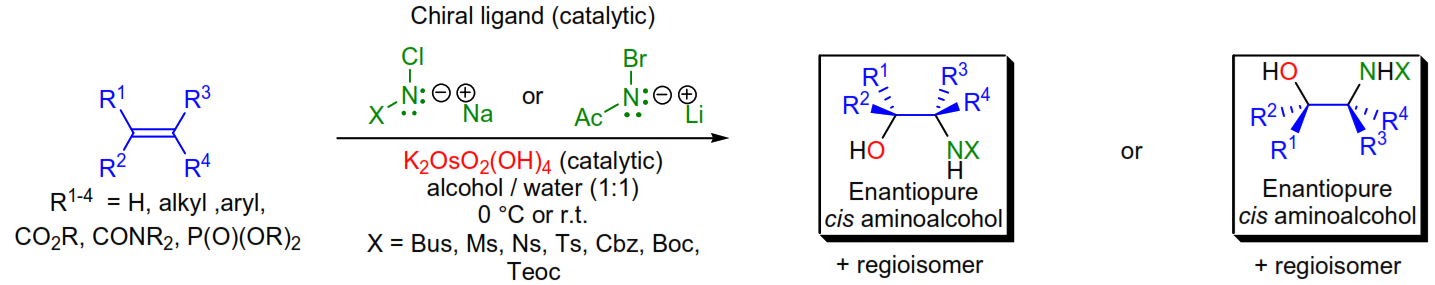 Chiral ligand (catalytic)
R¹ R³
R² R⁴
R¹⁻⁴ = H, alkyl ,aryl,
CO₂R, CONR₂, P(O)(OR)₂
Cl
X N: ⊖ ⊕ Na
or
Br
Ac N: ⊖ ⊕ Li
K₂OsO₂(OH)₄ (catalytic)
alcohol / water (1:1)
0 °C or r.t.
X = Bus, Ms, Ns, Ts, Cbz, Boc,
Teoc
R¹ R³
R² R⁴
HO NX
H
Enantiopure
cis aminoalcohol
+ regioisomer
or
HO NHX
R² R⁴
R¹ R³
Enantiopure
cis aminoalcohol
+ regioisomer